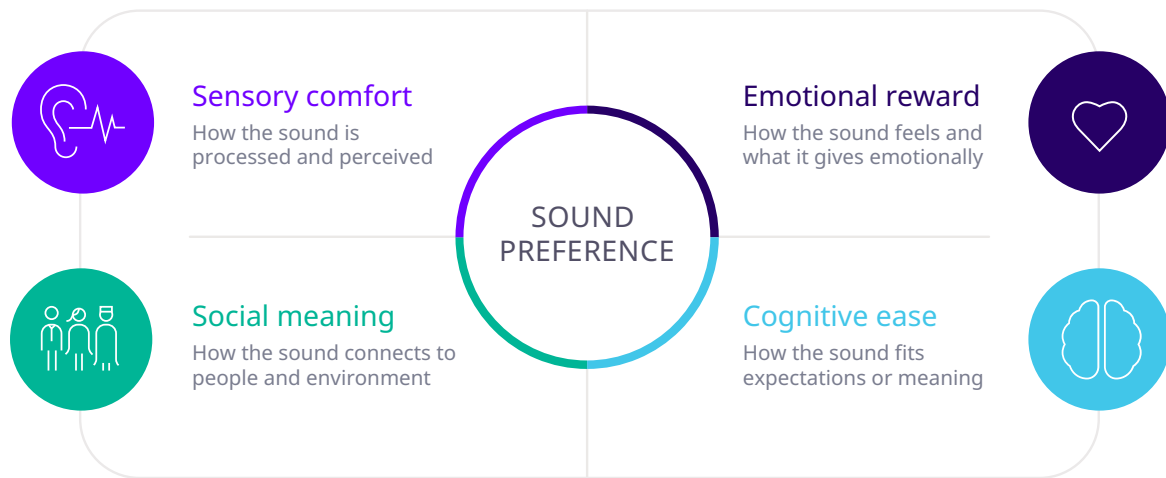 Sensory comfort
How the sound is
processed and perceived
Emotional reward
How the sound feels and
what it gives emotionally
SOUND
PREFERENCE
Social meaning
How the sound connects to
people and environment
Cognitive ease
How the sound fits
expectations or meaning